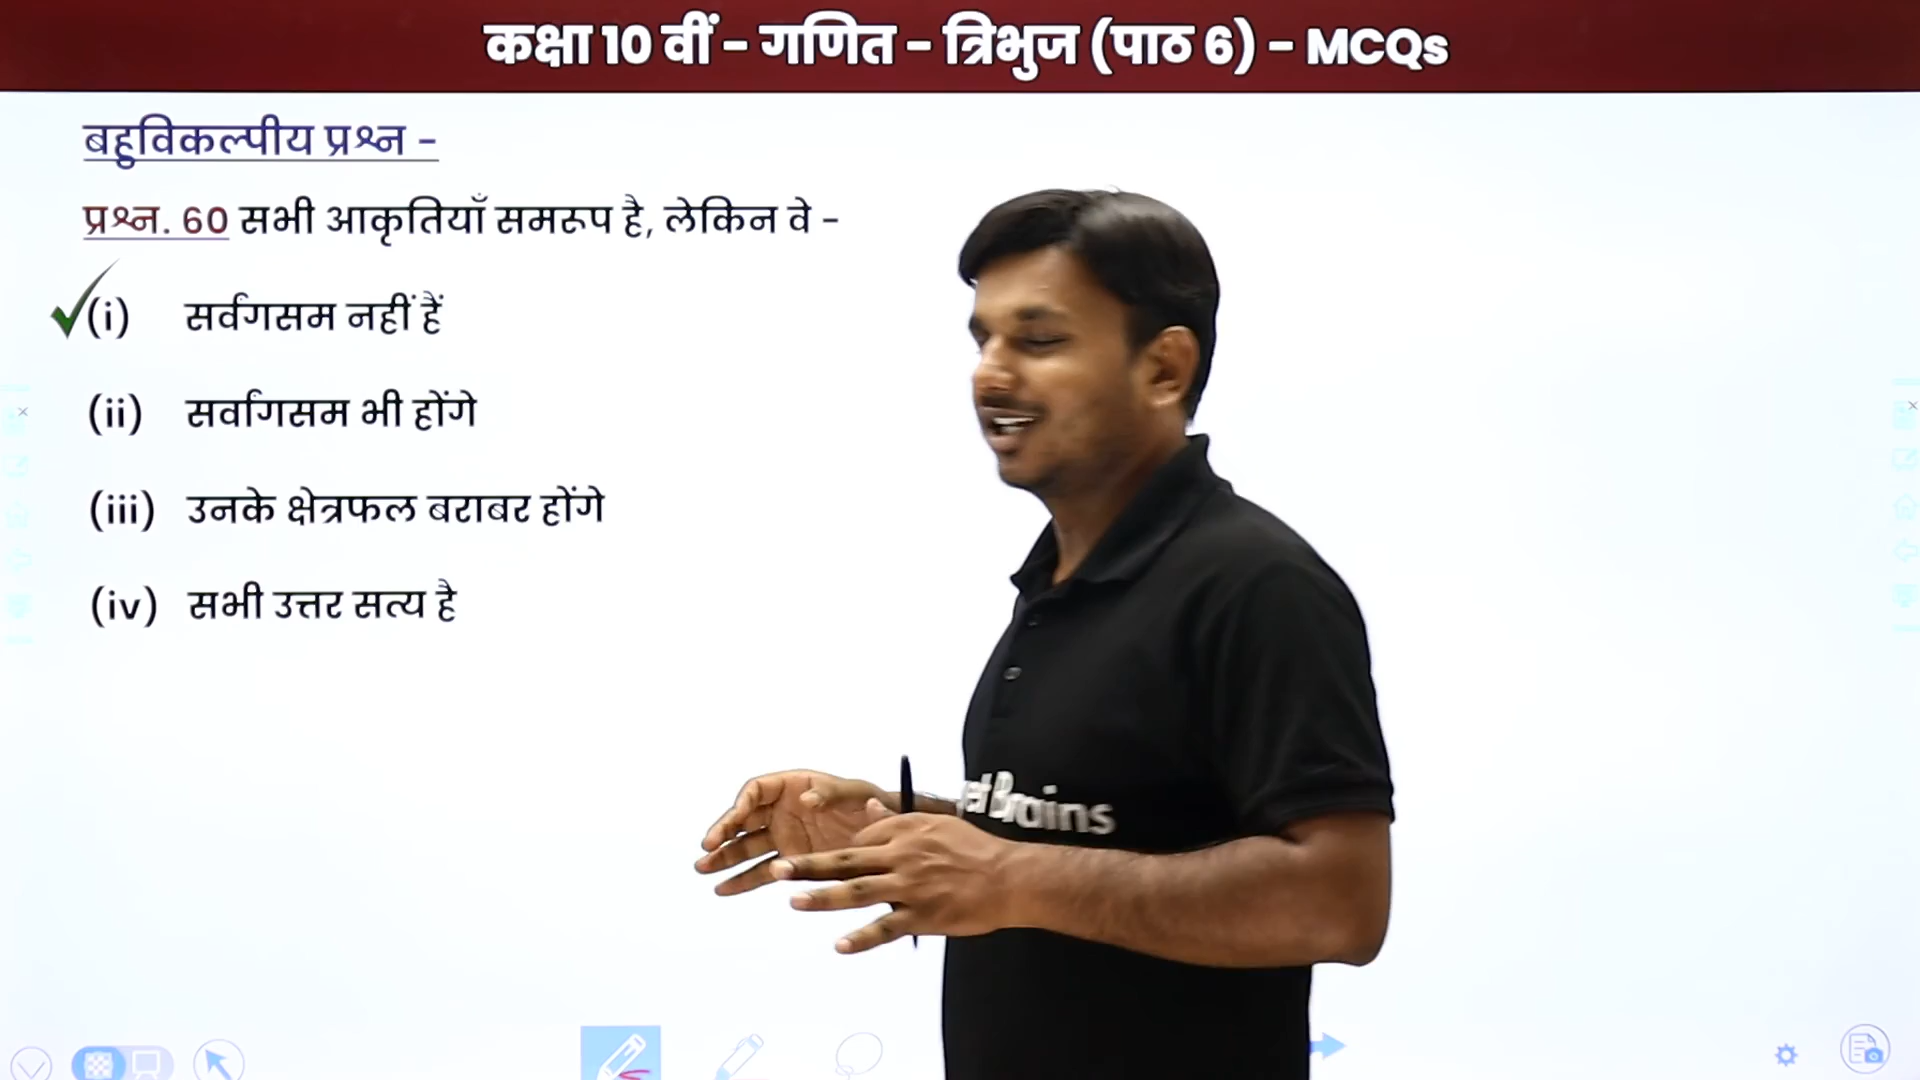 कक्षा 10 वीं - गणित - त्रिभुज (पाठ 6) - MCQs
बहुविकल्पीय प्रश्न -
प्रश्न. 60 सभी आकृतियाँ समरूप है, लेकिन वे -
(i) सर्वगसम नहीं हैं
(ii) सर्वागसम भी होंगे
(iii) उनके क्षेत्रफल बराबर होंगे
(iv) सभी उत्तर सत्य है
Brains